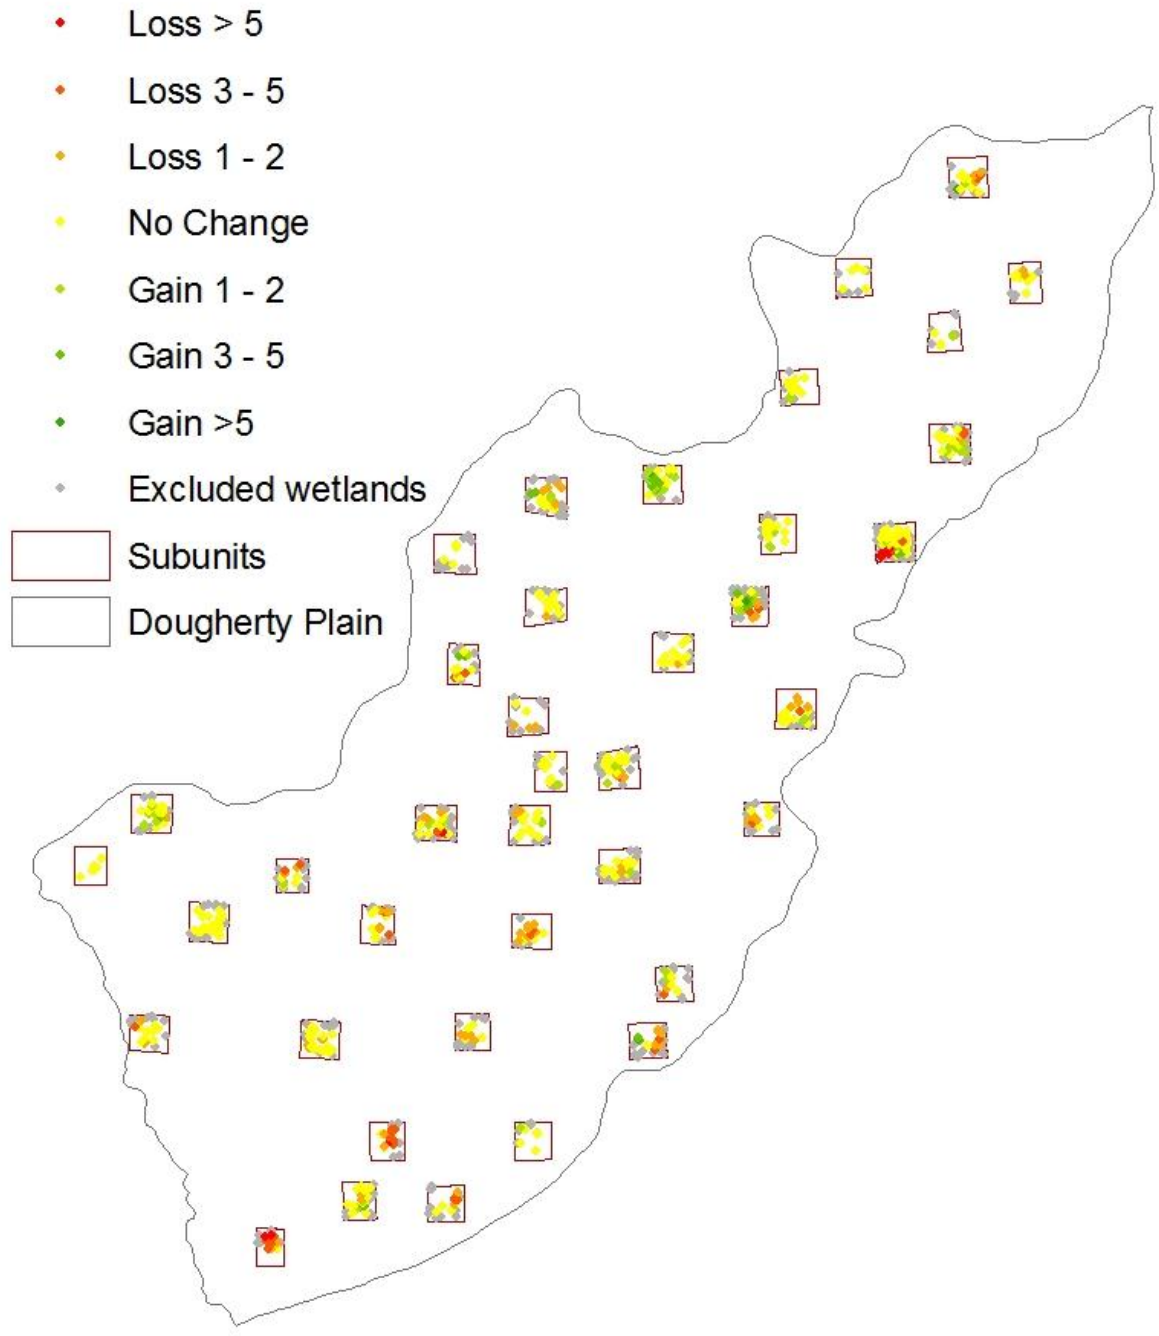 Loss > 5
Loss 3 - 5
Loss 1 - 2
No Change
Gain 1 - 2
Gain 3 - 5
Gain >5
Excluded wetlands
Subunits
Dougherty Plain